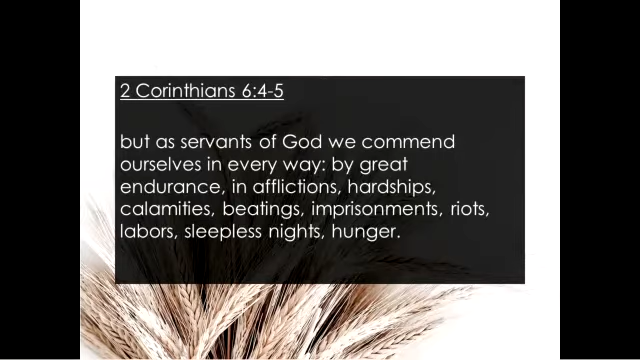 2 Corinthians 6:4-5
but as servants of God we commend
ourselves in every way: by great
endurance, in afflictions, hardships,
calamities, beatings, imprisonments, riots,
labors, sleepless nights, hunger.